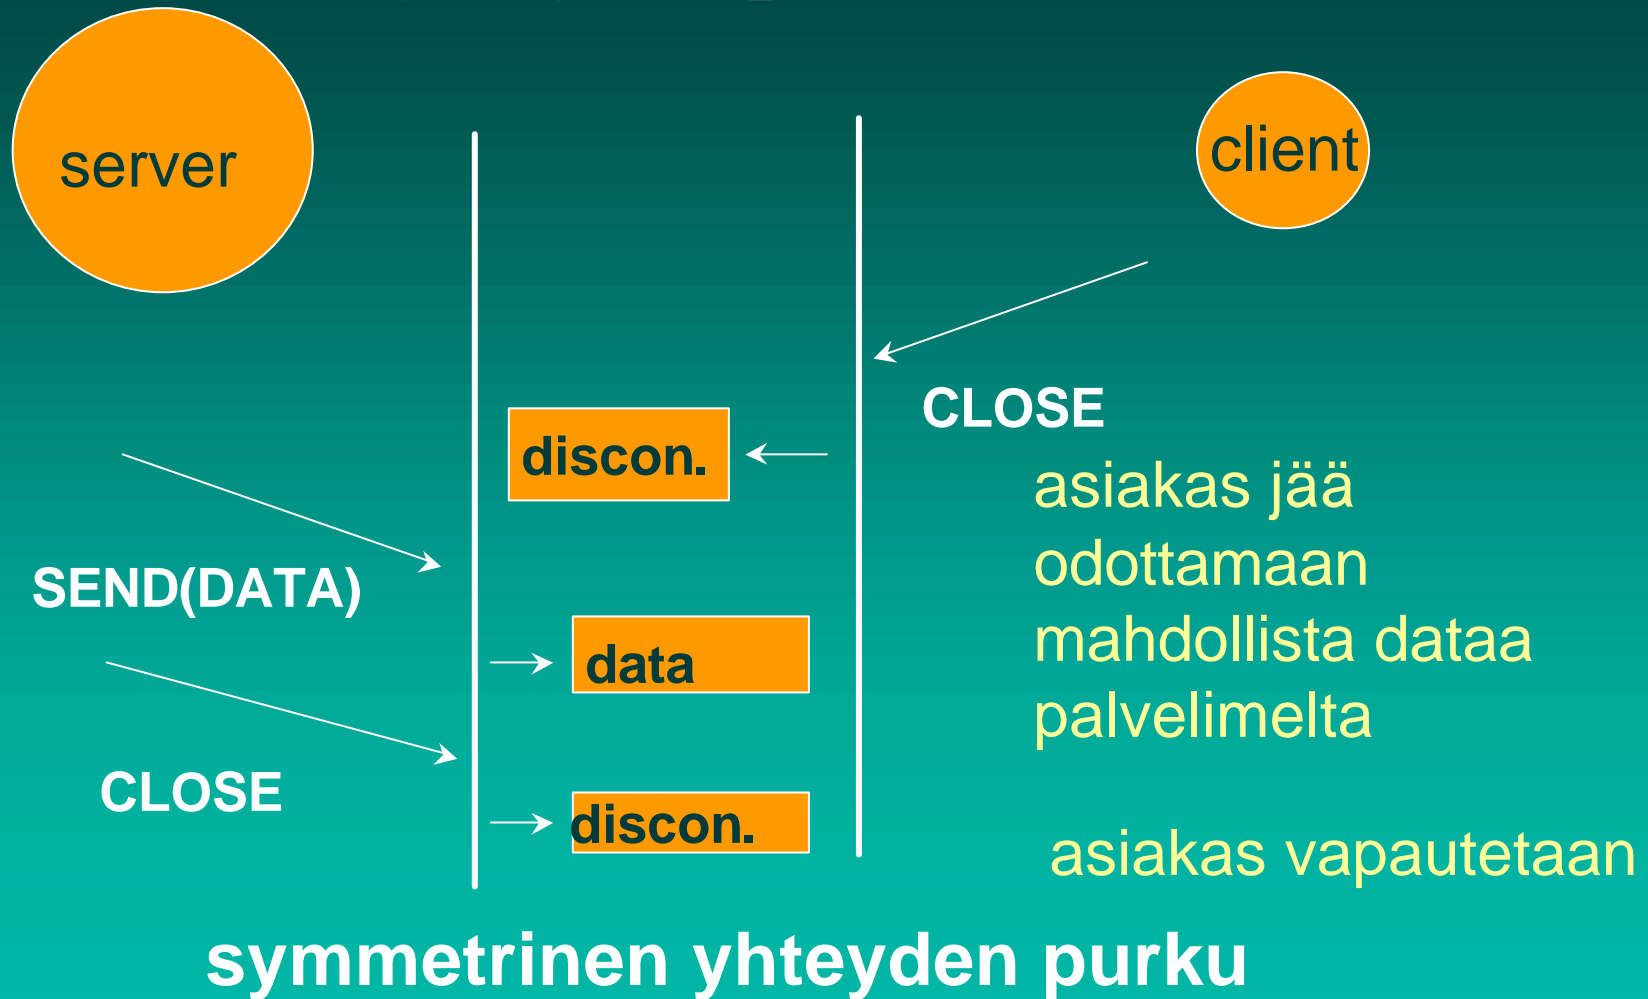 server
client
CLOSE
discon.
asiakas jää
odottamaan
mahdollista dataa
palvelimelta
SEND(DATA)
data
CLOSE
discon.
asiakas vapautetaan
symmetrinen yhteyden purku